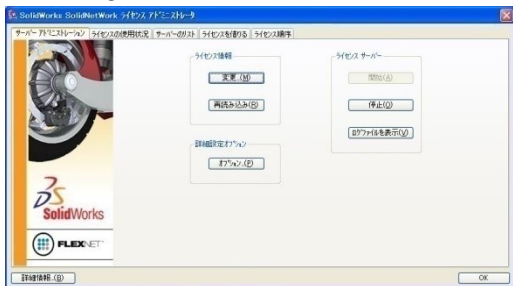 SolidWorks SolidNetWork ライセンス アドミニストレータ
サーバー アドミニストレーション ライセンスの使用状況 サーバーのリスト ライセンスを借りる ライセンス順序
ライセンス情報
変更..(M)
再読み込み(R)
詳細設定オプション
オプション..(P)
ライセンス サーバー
開始(A)
停止(O)
ログファイルを表示(V)
SolidWorks
FLEXNET
詳細情報..(B)
OK